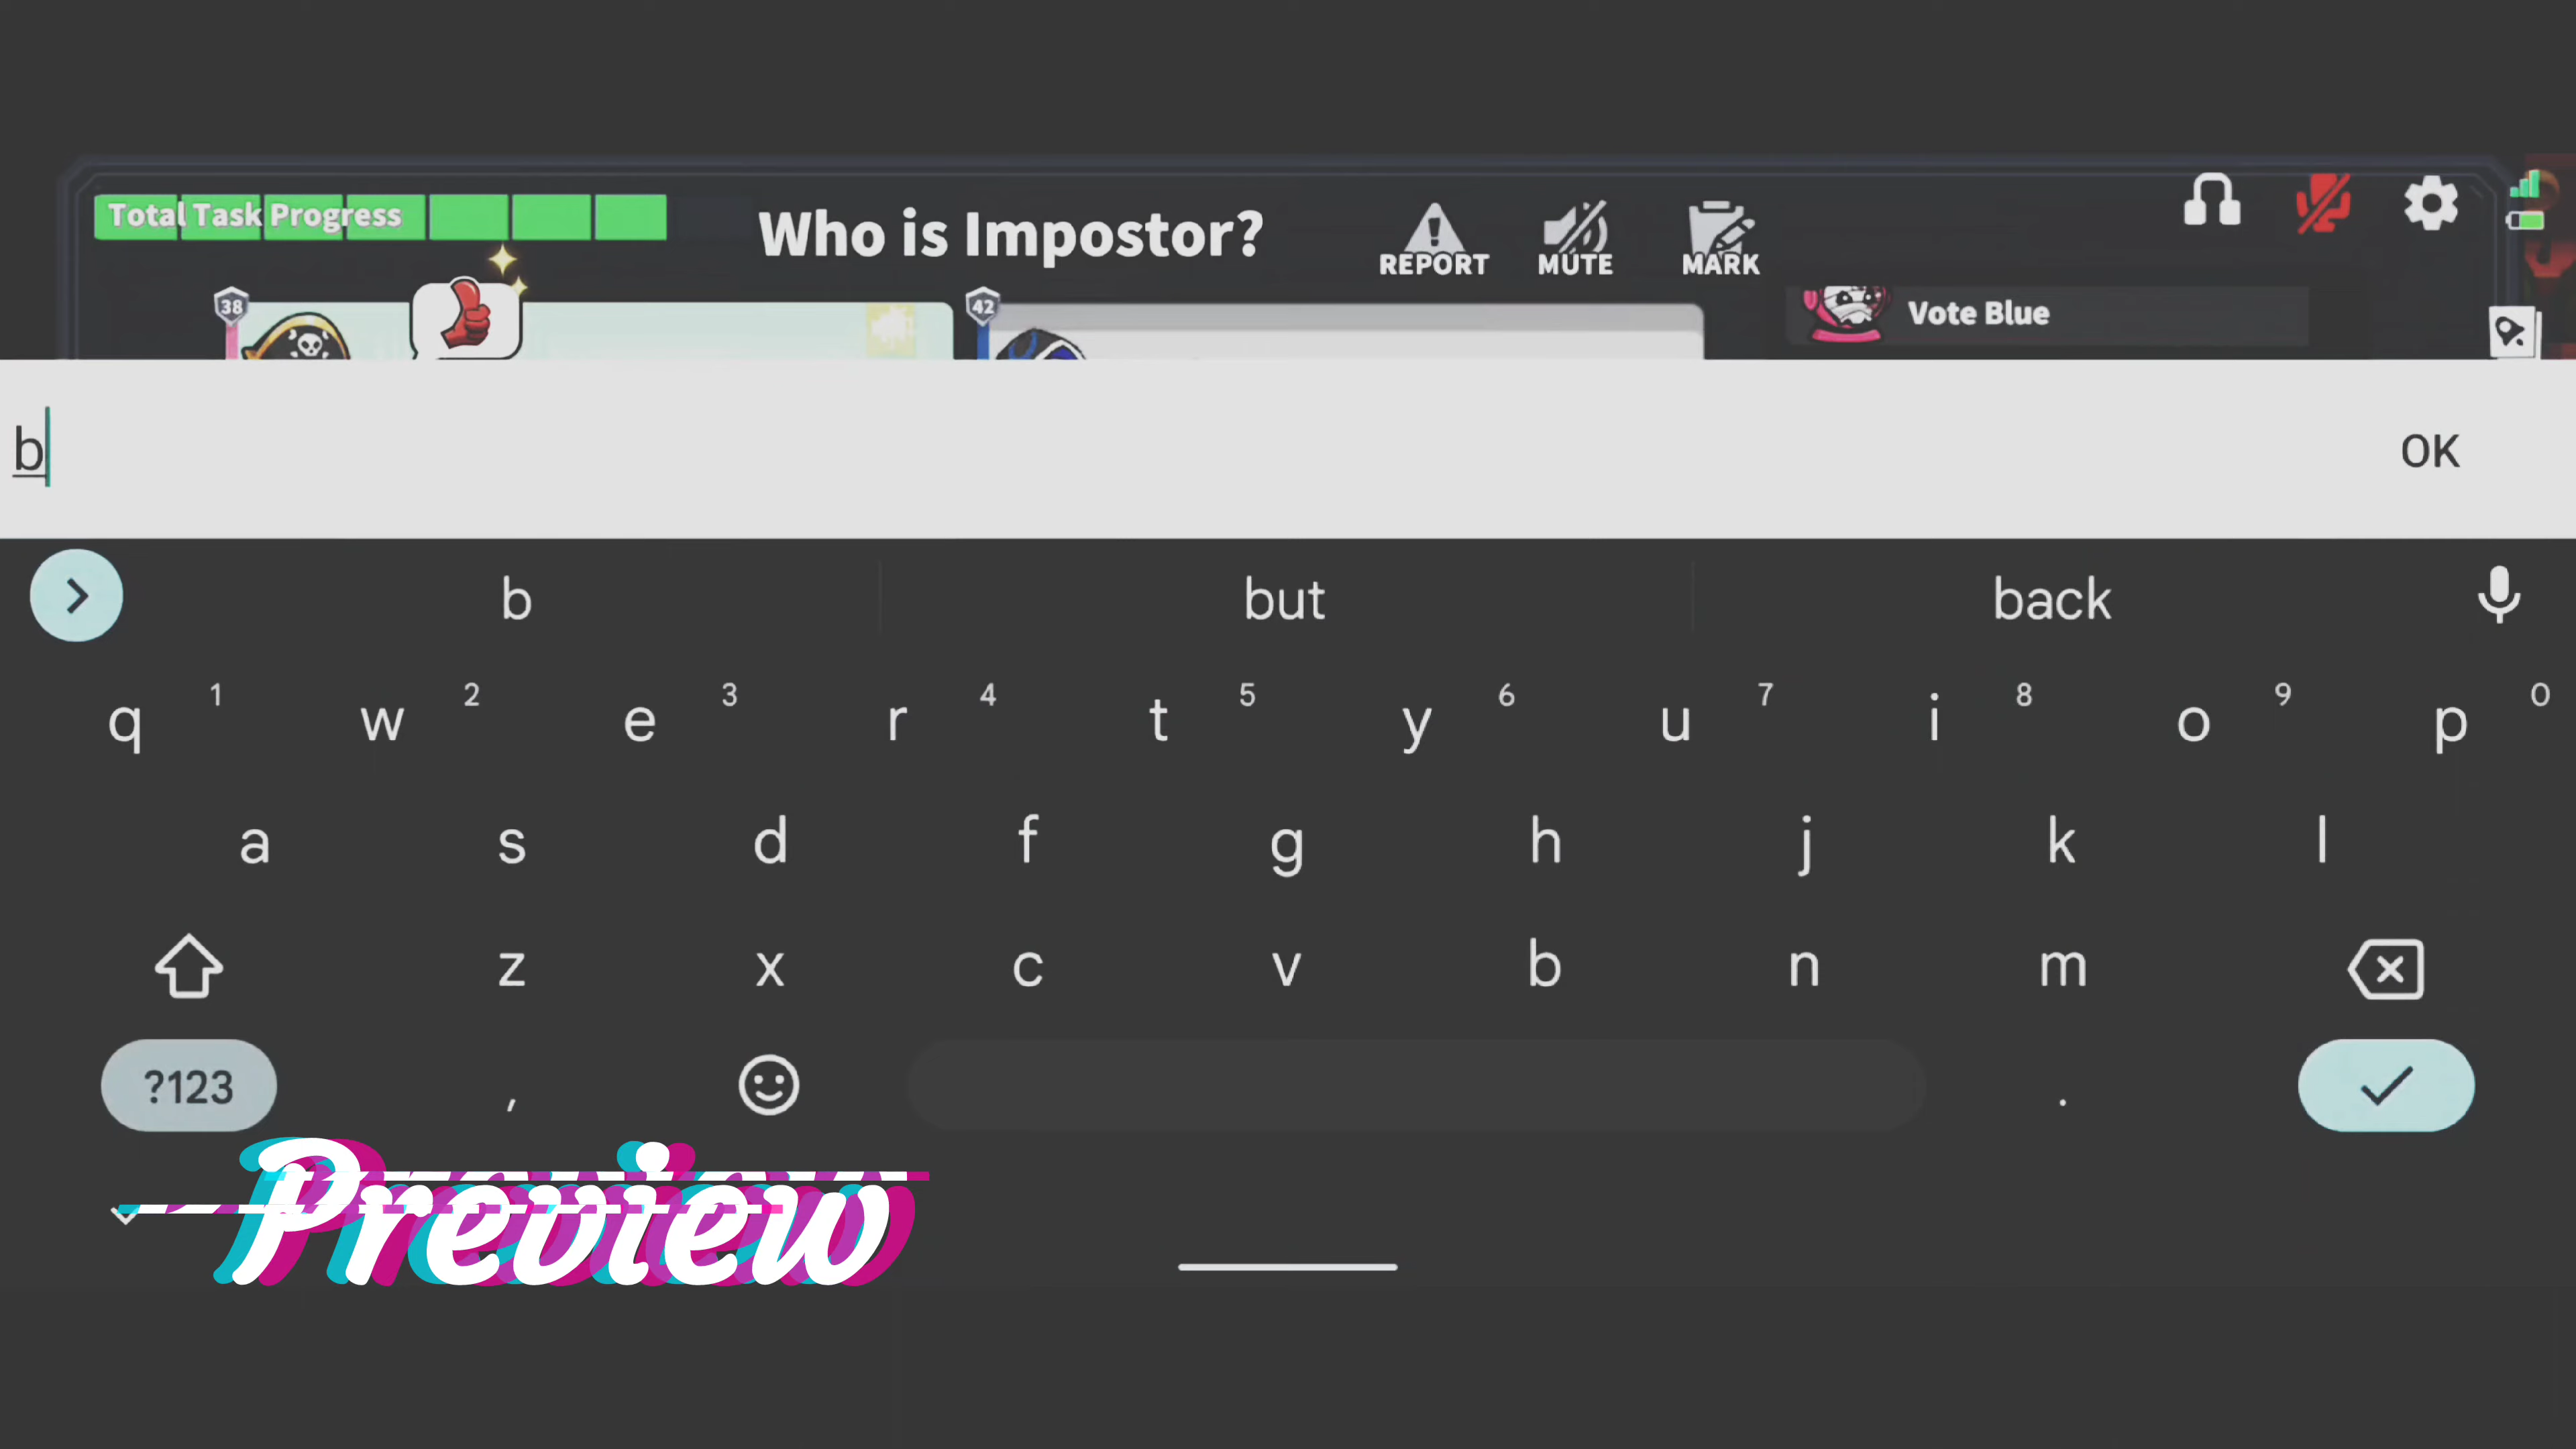 Total Task Progress
Who is Impostor?
REPORT
MUTE
MARK
38
42
Vote Blue
b
OK
b but back
q 1 w 2 e 3 r 4 t 5 y 6 u 7 i 8 o 9 p 0
a s d f g h j k l
z x c v b n m
?123 , .
Preview